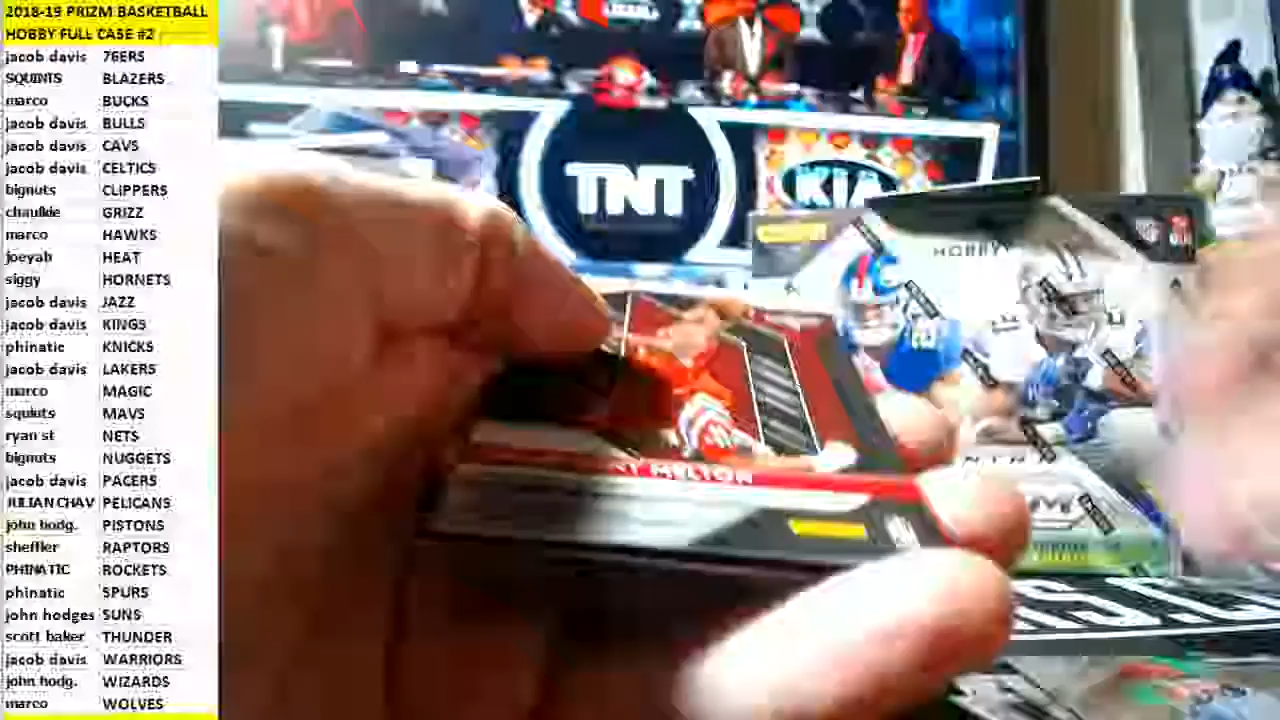 2018-19 PRIZM BASKETBALL
HOBBY FULL CASE #2
jacob davis 76ERS
SQUINTS BLAZERS
marco BUCKS
jacob davis BULLS
jacob davis CAVS
jacob davis CELTICS
bignuts CLIPPERS
chaulkie GRIZZ
marco HAWKS
joeyah HEAT
siggy HORNETS
jacob davis JAZZ
jacob davis KINGS
phinatic KNICKS
jacob davis LAKERS
marco MAGIC
squints MAVS
ryan st NETS
bignuts NUGGETS
jacob davis PACERS
JULIAN CHAV PELICANS
john hodg. PISTONS
sheffler RAPTORS
PHINATIC ROCKETS
phinatic SPURS
john hodges SUNS
scott baker THUNDER
jacob davis WARRIORS
john hodg. WIZARDS
marco WOLVES
TNT
KIA
HOBBY
MELTON